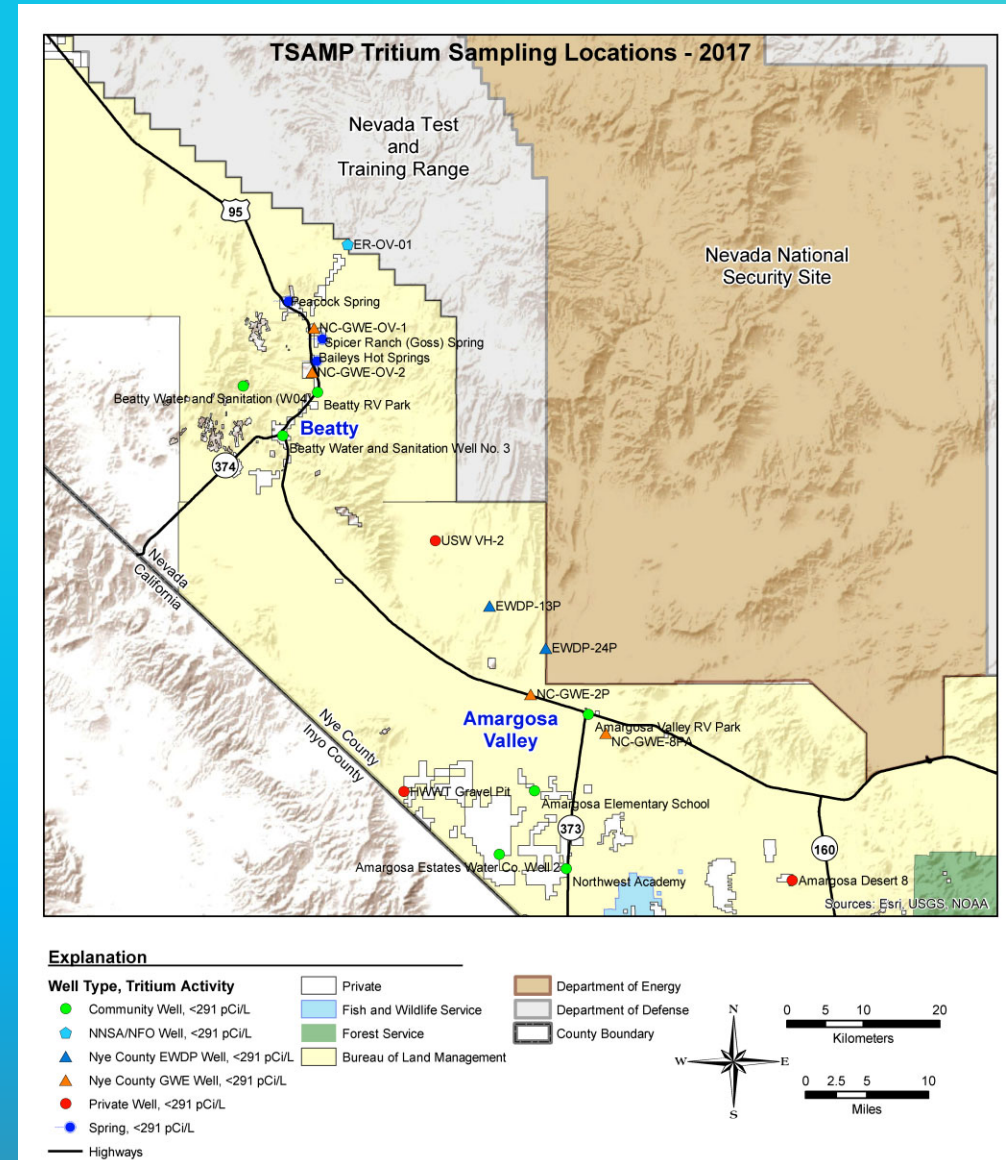 TSAMP Tritium Sampling Locations - 2017
Nevada Test
and
Training Range
95
ER-OV-01
Nevada National
Security Site
Peacock Spring
NC-GWE-OV-1
Spicer Ranch (Goss) Spring
Baileys Hot Springs
NC-GWE-OV-2
Beatty Water and Sanitation (W04)
Beatty RV Park
Beatty
Beatty Water and Sanitation Well No. 3
374
USW VH-2
Nevada
California
EWDP-13P
EWDP-24P
NC-GWE-2P
Amargosa
Valley
Amargosa Valley RV Park
NC-GWE-8PA
Nye County
Inyo County
HWWT Gravel Pit
Amargosa Elementary School
373
160
Amargosa Estates Water Co. Well 2
Northwest Academy
Amargosa Desert 8
Sources: Esri, USGS, NOAA
Explanation
Well Type, Tritium Activity
Community Well, <291 pCi/L
NNSA/NFO Well, <291 pCi/L
Nye County EWDP Well, <291 pCi/L
Nye County GWE Well, <291 pCi/L
Private Well, <291 pCi/L
Spring, <291 pCi/L
Highways
Private
Fish and Wildlife Service
Forest Service
Bureau of Land Management
Department of Energy
Department of Defense
County Boundary
N
W E
S
0 5 10 20
Kilometers
0 2.5 5 10
Miles